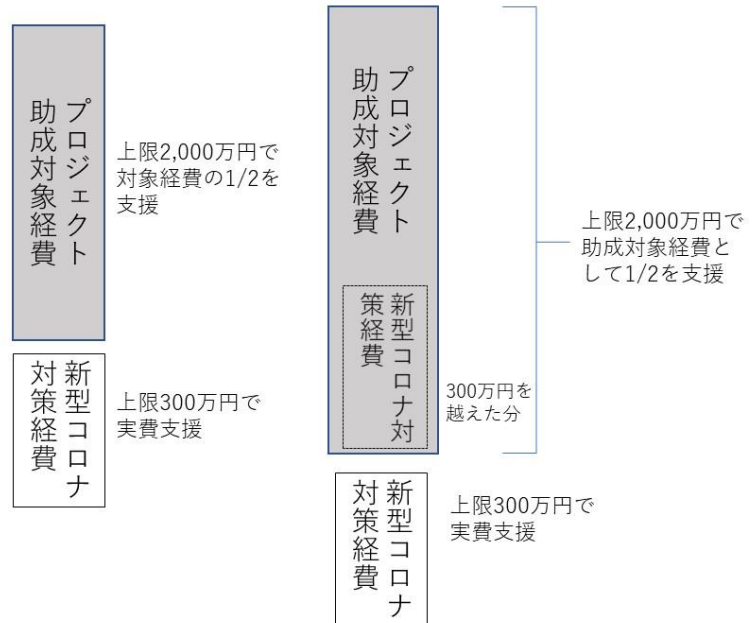 プロジェクト
助成対象経費
上限2,000万円で
対象経費の1/2を
支援
新型コロナ
対策経費
上限300万円で
実費支援
プロジェクト
助成対象経費
新型コロナ対
策経費
300万円を
越えた分
上限2,000万円で
助成対象経費と
して1/2を支援
新型コロナ
対策経費
上限300万円で
実費支援